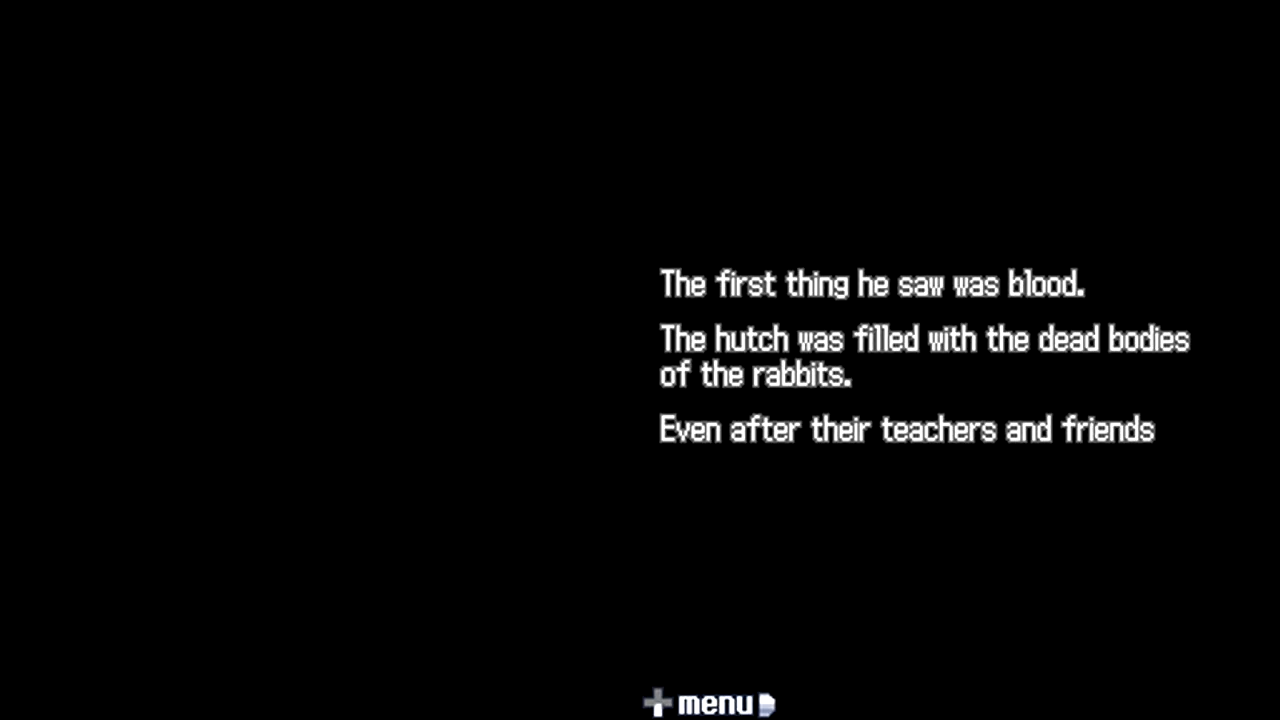 The first thing he saw was blood.
The hutch was filled with the dead bodies
of the rabbits.
Even after their teachers and friends
menu